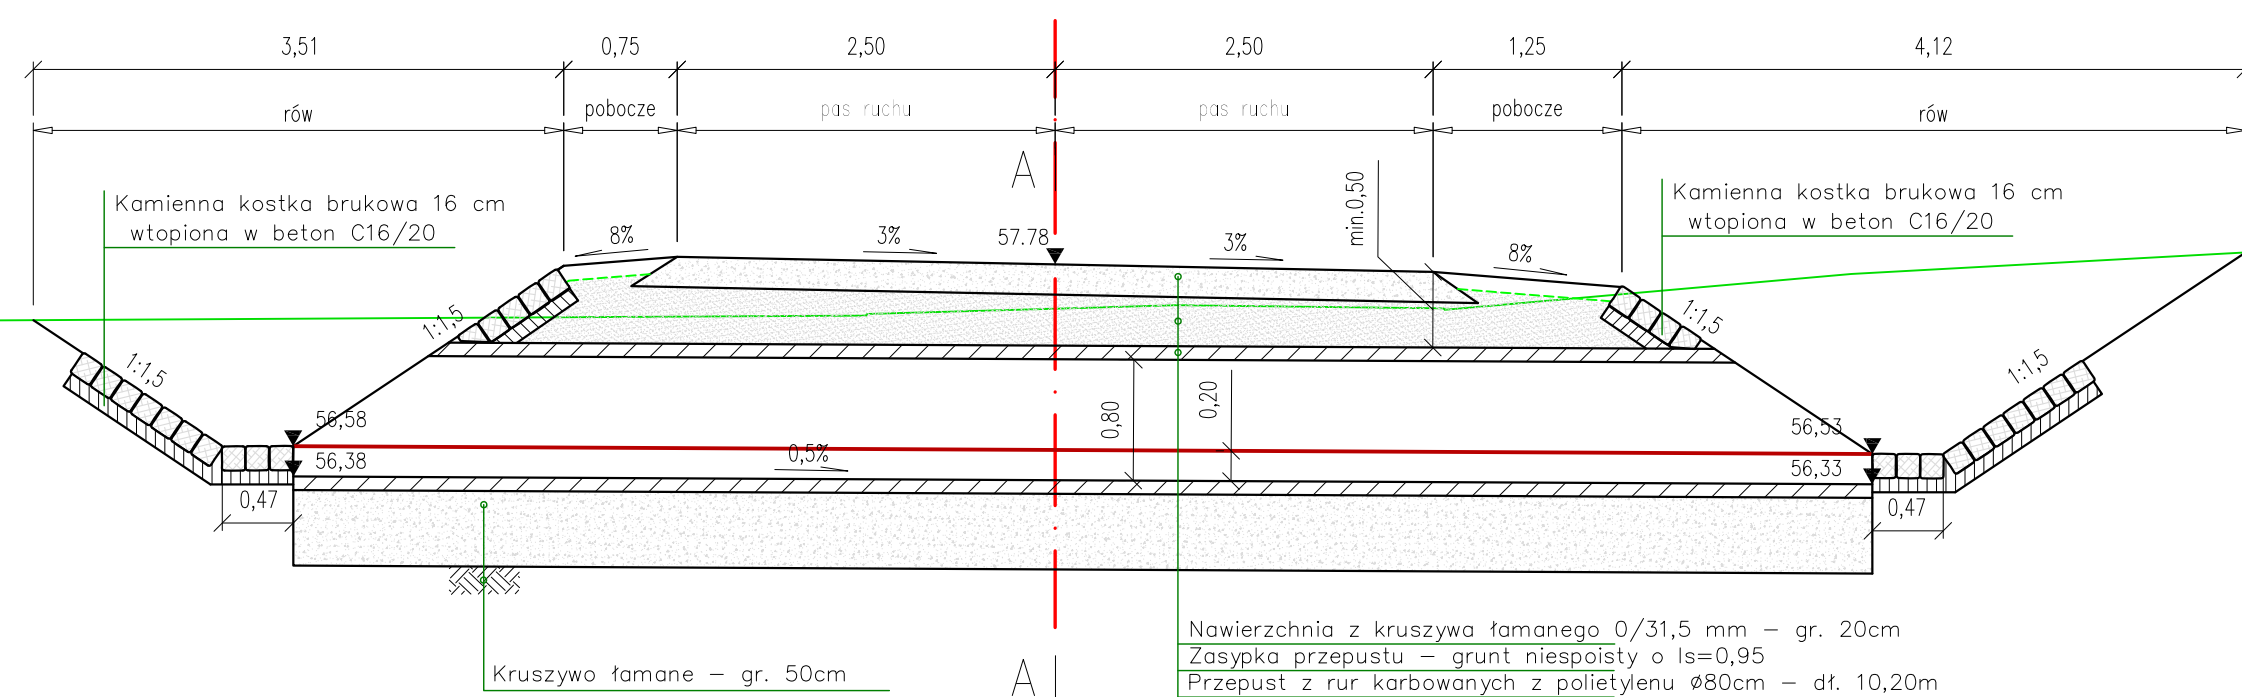 3,51 0,75 2,50 2,50 1,25 4,12
rów pobocze pas ruchu pas ruchu pobocze rów
A
Kamienna kostka brukowa 16 cm
wtopiona w beton C16/20
Kamienna kostka brukowa 16 cm
wtopiona w beton C16/20
min.0,50
8% 3% 57.78 3% 8%
1:1,5 1:1,5
1:1,5 1:1,5
0,80 0,20
56,58 56,53
56,38 0,5% 56,33
0,47 0,47
Nawierzchnia z kruszywa łamanego 0/31,5 mm – gr. 20cm
Zasypka przepustu – grunt niespoisty o Is=0,95
Kruszywo łamane – gr. 50cm
A
Przepust z rur karbowanych z polietylenu ø80cm – dł. 10,20m